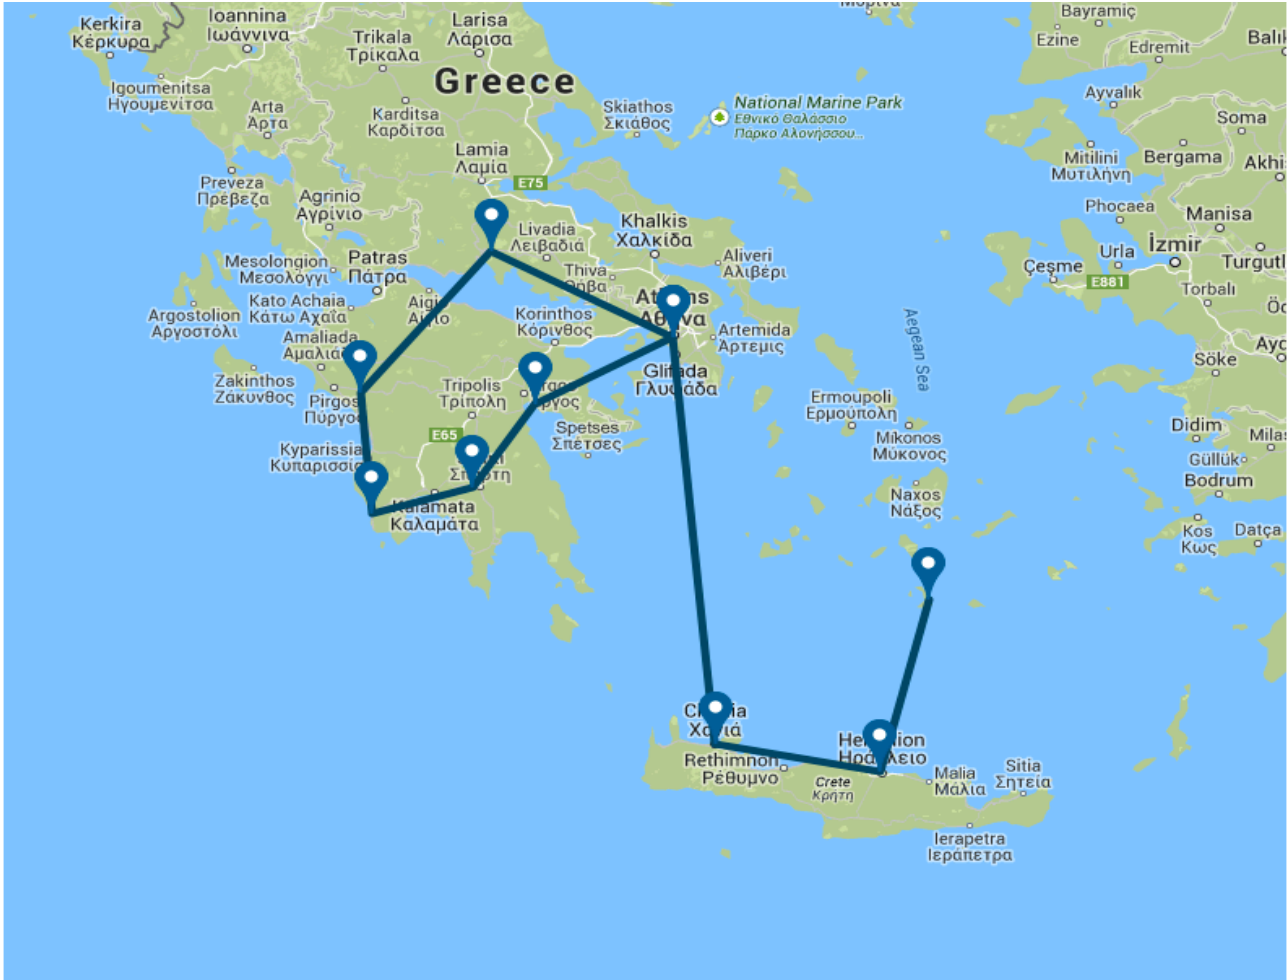 Kerkira
Κέρκυρα
Ioannina
Ιωάννινα
Larisa
Λάρισα
Trikala
Τρίκαλα
Greece
Igoumenitsa
Ηγουμενίτσα
Arta
Άρτα
Karditsa
Καρδίτσα
Skiathos
Σκιάθος
National Marine Park
Εθνικό Θαλάσσιο
Πάρκο Αλονήσσου...
Bayramiç
Ezine
Edremit
Ayvalık
Soma
Bergama
Mitilini
Μυτιλήνη
Lamia
Λαμία
E75
Preveza
Πρέβεζα
Agrinio
Αγρίνιο
Livadia
Λειβαδιά
Khalkis
Χαλκίδα
Aliveri
Αλιβέρι
Phocaea
Manisa
Urla
İzmir
Çeşme
E881
Torbalı
Mesolongion
Μεσολόγγι
Patras
Πάτρα
Thiva
Argostolion
Αργοστόλι
Kato Achaia
Κάτω Αχαΐα
Korinthos
Κόρινθος
Artemida
Άρτεμις
Amaliada
Zakinthos
Ζάκυνθος
Pirgos
Πύργος
Tripolis
Τρίπολη
Glifada
Γλυφάδα
Aegean Sea
Söke
Ermoupoli
Ερμούπολη
Mikonos
Μύκονος
Didim
Güllük
Bodrum
Kyparissia
Κυπαρισσία
E65
Spetses
Σπέτσες
Naxos
Νάξος
Kos
Κως
Datça
Kalamata
Καλαμάτα
Rethimnon
Ρέθυμνο
Crete
Κρήτη
Malia
Μάλια
Sitia
Σητεία
Ierapetra
Ιεράπετρα